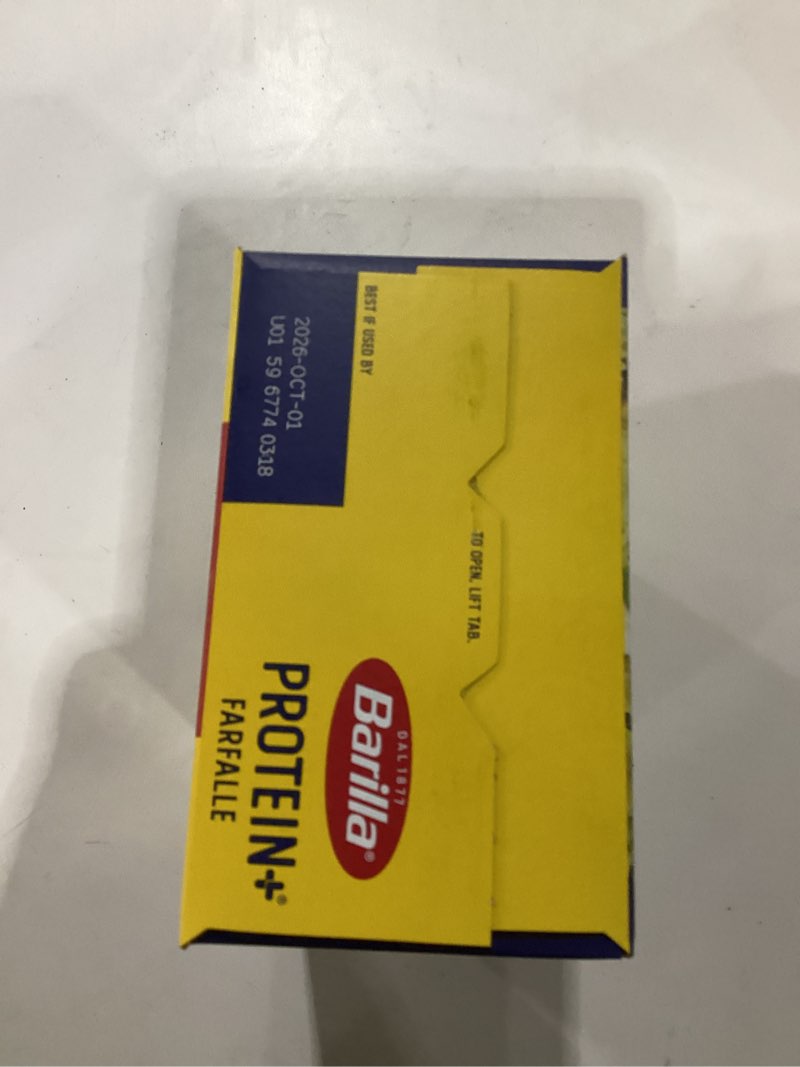 TO OPEN, LIFT TAB.
BEST IF USED BY
2026-OCT-01
U01 59 6774 0318
DAL 1877
Barilla®
PROTEIN+®
FARFALLE